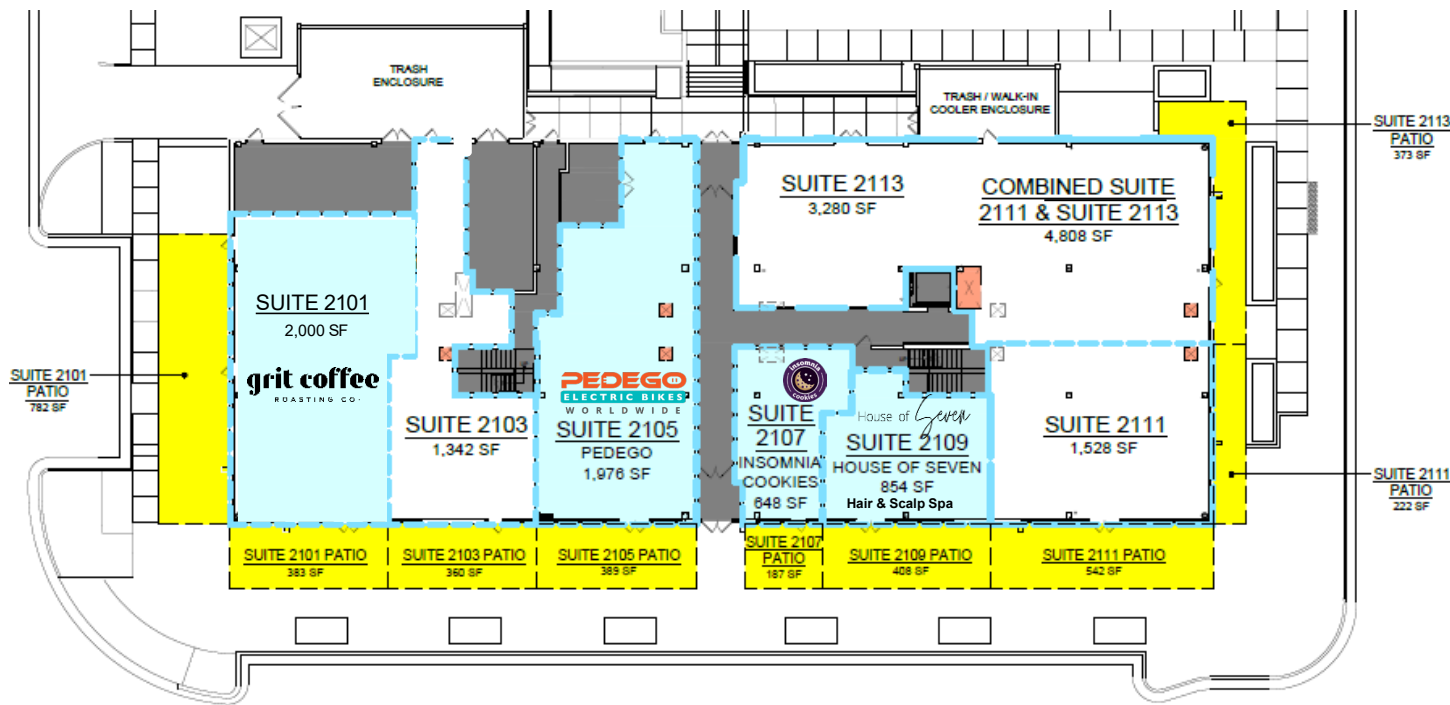 TRASH
ENCLOSURE
TRASH / WALK-IN
COOLER ENCLOSURE
SUITE 2113
PATIO
373 SF
SUITE 2113
3,280 SF
COMBINED SUITE
2111 & SUITE 2113
4,808 SF
SUITE 2101
2,000 SF
grit coffee
ROASTING CO.
SUITE 2101
PATIO
782 SF
SUITE 2103
1,342 SF
PEDEGO
ELECTRIC BIKES
WORLDWIDE
SUITE 2105
PEDEGO
1,976 SF
insomnia
cookies
SUITE
2107
INSOMNIA
COOKIES
648 SF
House of Seven
SUITE 2109
HOUSE OF SEVEN
854 SF
Hair & Scalp Spa
SUITE 2111
1,528 SF
SUITE 2111
PATIO
222 SF
SUITE 2101 PATIO
383 SF
SUITE 2103 PATIO
360 SF
SUITE 2105 PATIO
389 SF
SUITE 2107
PATIO
187 SF
SUITE 2109 PATIO
408 SF
SUITE 2111 PATIO
542 SF